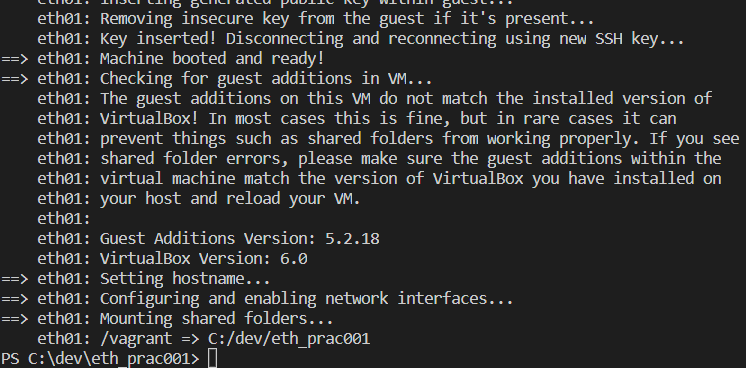 eth01: Inserting generated public key within guest...
eth01: Removing insecure key from the guest if it's present...
eth01: Key inserted! Disconnecting and reconnecting using new SSH key...
==> eth01: Machine booted and ready!
==> eth01: Checking for guest additions in VM...
eth01: The guest additions on this VM do not match the installed version of
eth01: VirtualBox! In most cases this is fine, but in rare cases it can
eth01: prevent things such as shared folders from working properly. If you see
eth01: shared folder errors, please make sure the guest additions within the
eth01: virtual machine match the version of VirtualBox you have installed on
eth01: your host and reload your VM.
eth01:
eth01: Guest Additions Version: 5.2.18
eth01: VirtualBox Version: 6.0
==> eth01: Setting hostname...
==> eth01: Configuring and enabling network interfaces...
==> eth01: Mounting shared folders...
eth01: /vagrant => C:/dev/eth_prac001
PS C:\dev\eth_prac001>